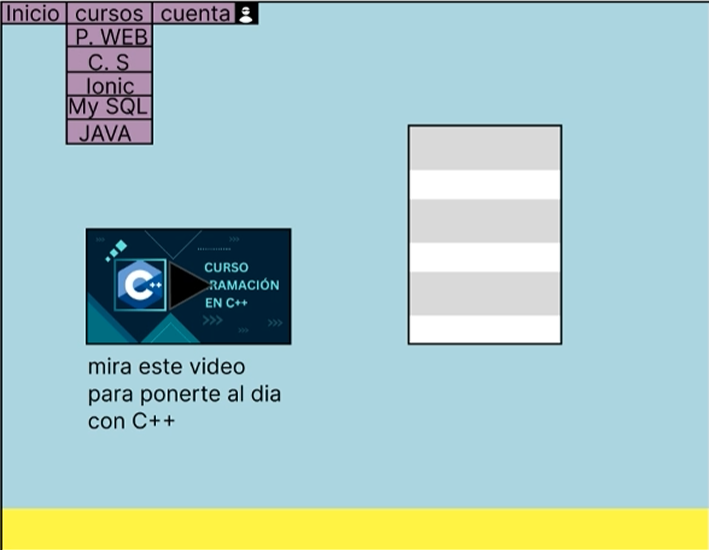 Inicio cursos cuenta
P. WEB
C. S
Ionic
My SQL
JAVA
C++
CURSO
RAMACIÓN
EN C++
mira este video
para ponerte al dia
con C++